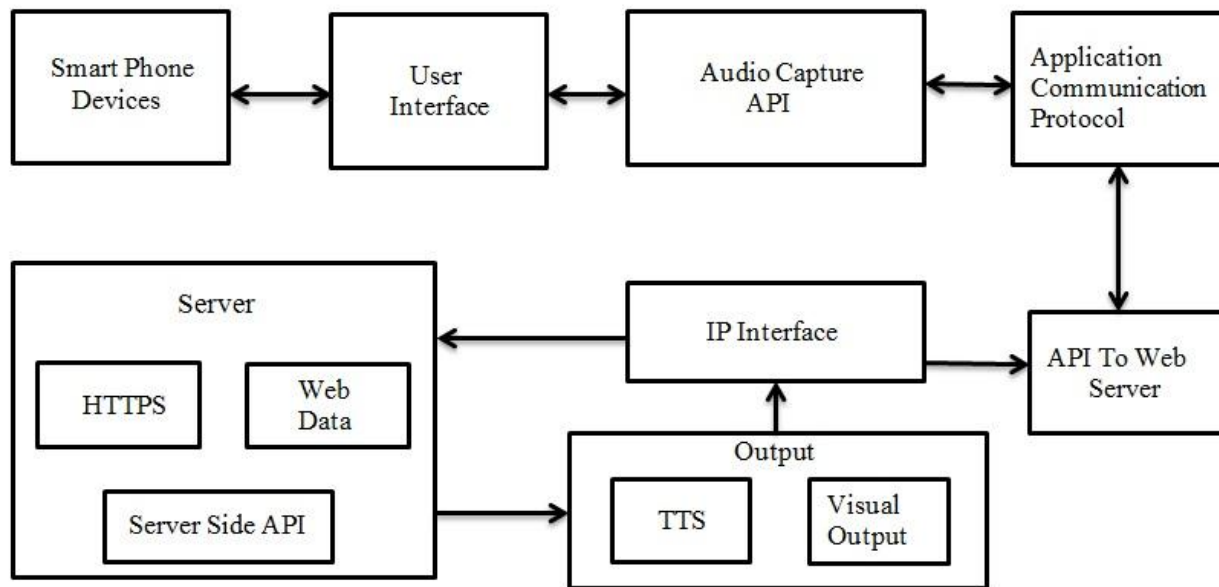 Smart Phone
Devices
User
Interface
Audio Capture
API
Application
Communication
Protocol
Server
HTTPS
Web
Data
Server Side API
IP Interface
API To Web
Server
Output
TTS
Visual
Output